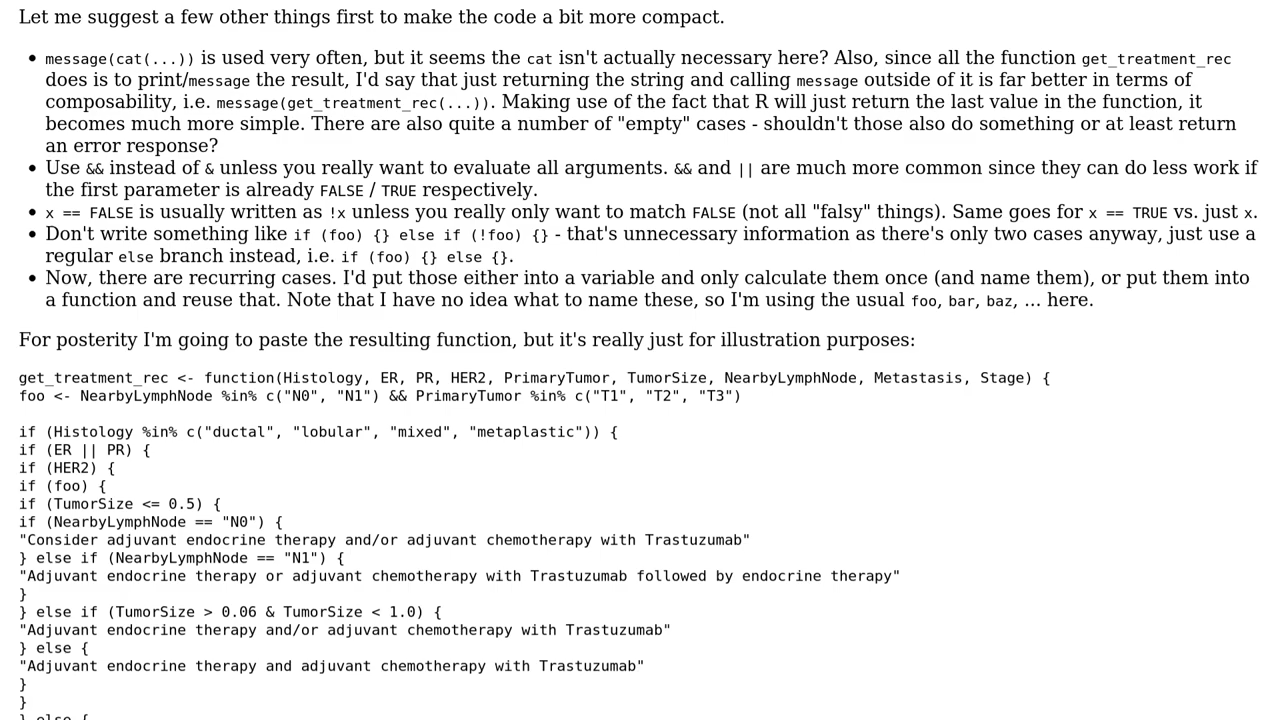 Let me suggest a few other things first to make the code a bit more compact.
• message(cat(...)) is used very often, but it seems the cat isn't actually necessary here? Also, since all the function get_treatment_rec
does is to print/message the result, I'd say that just returning the string and calling message outside of it is far better in terms of
composability, i.e. message(get_treatment_rec(...)). Making use of the fact that R will just return the last value in the function, it
becomes much more simple. There are also quite a number of "empty" cases - shouldn't those also do something or at least return
an error response?
• Use && instead of & unless you really want to evaluate all arguments. && and || are much more common since they can do less work if
the first parameter is already FALSE / TRUE respectively.
• x == FALSE is usually written as !x unless you really only want to match FALSE (not all "falsy" things). Same goes for x == TRUE vs. just x.
• Don't write something like if (foo) {} else if (!foo) {} - that's unnecessary information as there's only two cases anyway, just use a
regular else branch instead, i.e. if (foo) {} else {}.
• Now, there are recurring cases. I'd put those either into a variable and only calculate them once (and name them), or put them into
a function and reuse that. Note that I have no idea what to name these, so I'm using the usual foo, bar, baz, ... here.
For posterity I'm going to paste the resulting function, but it's really just for illustration purposes:
get_treatment_rec <- function(Histology, ER, PR, HER2, PrimaryTumor, TumorSize, NearbyLymphNode, Metastasis, Stage) {
foo <- NearbyLymphNode %in% c("N0", "N1") && PrimaryTumor %in% c("T1", "T2", "T3")
if (Histology %in% c("ductal", "lobular", "mixed", "metaplastic")) {
if (ER || PR) {
if (HER2) {
if (foo) {
if (TumorSize <= 0.5) {
if (NearbyLymphNode == "N0") {
"Consider adjuvant endocrine therapy and/or adjuvant chemotherapy with Trastuzumab"
} else if (NearbyLymphNode == "N1") {
"Adjuvant endocrine therapy or adjuvant chemotherapy with Trastuzumab followed by endocrine therapy"
}
} else if (TumorSize > 0.06 & TumorSize < 1.0) {
"Adjuvant endocrine therapy and/or adjuvant chemotherapy with Trastuzumab"
} else {
"Adjuvant endocrine therapy and adjuvant chemotherapy with Trastuzumab"
}
}
} else {